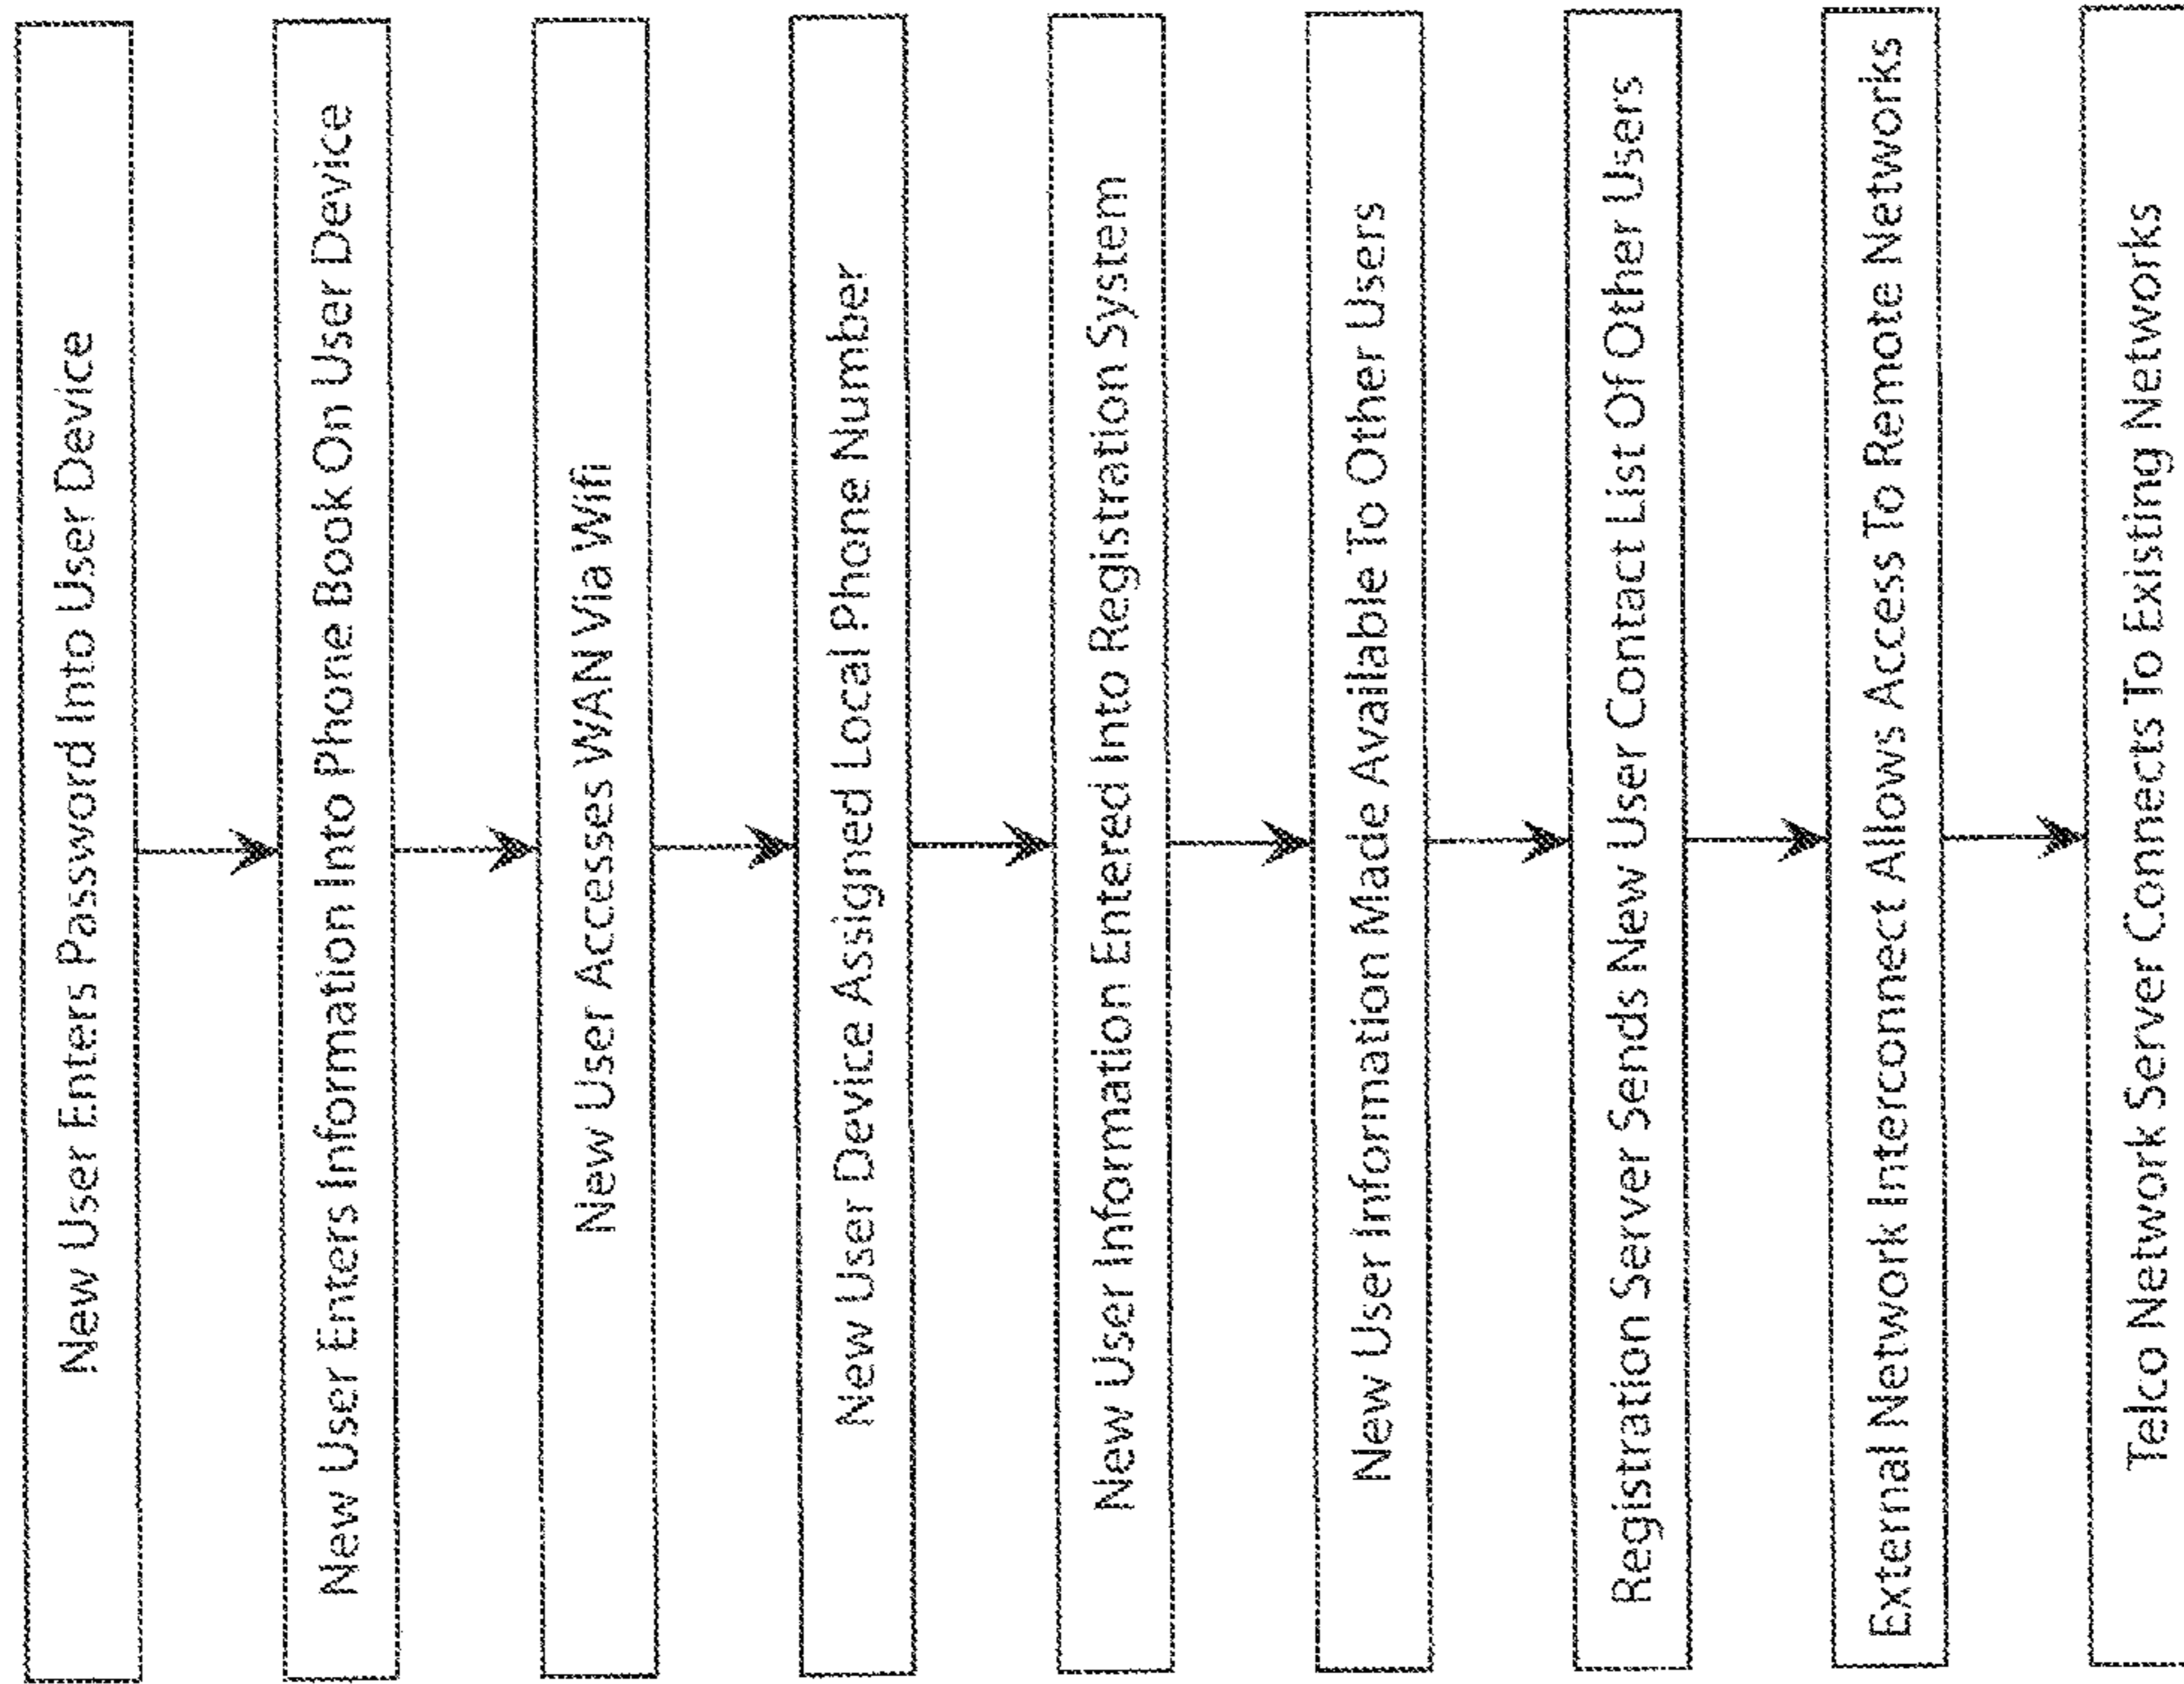 New User Enters Password Into User Device
New User Enters Information Into Phone Book On User Device
New User Accesses WAN Via Wifi
New User Device Assigned Local Phone Number
New User Information Entered Into Registration System
New User Information Made Available To Other Users
Registration Server Sends New User Contact List Of Other Users
External Network Interconnect Allows Access To Remote Networks
Telco Network Server Connects To Existing Networks